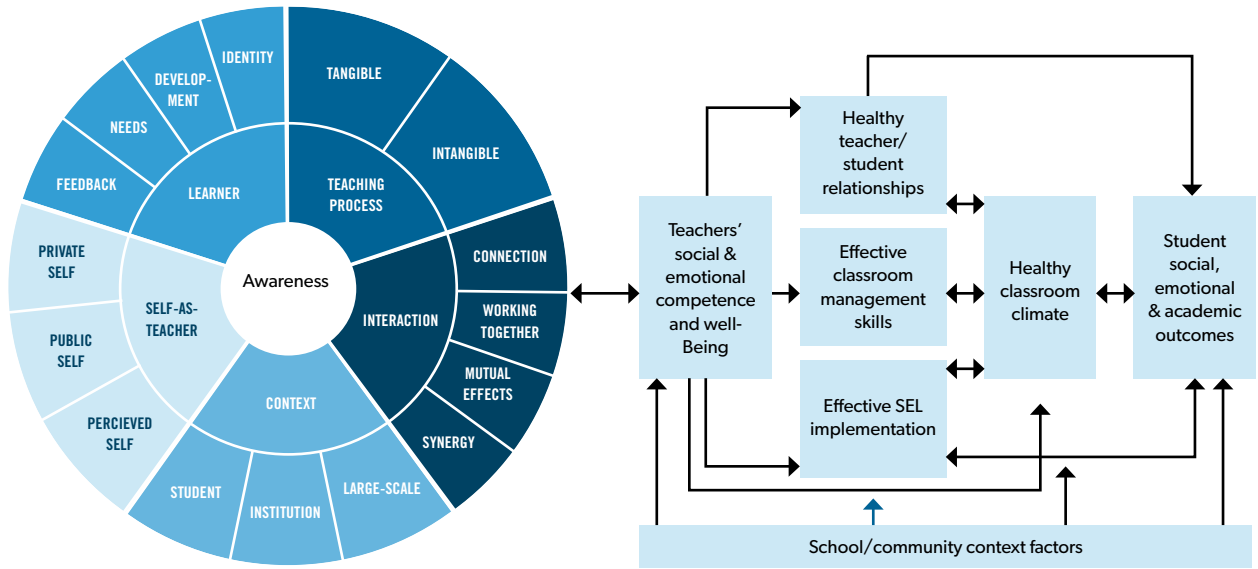 IDENTITY
DEVELOP-
MENT
NEEDS
FEEDBACK
LEARNER
TANGIBLE
INTANGIBLE
TEACHING
PROCESS
PRIVATE
SELF
PUBLIC
SELF
PERCIEVED
SELF
SELF-AS-
TEACHER
Awareness
INTERACTION
CONNECTION
WORKING
TOGETHER
MUTUAL
EFFECTS
SYNERGY
CONTEXT
STUDENT
INSTITUTION
LARGE-SCALE
Teachers’
social &
emotional
competence
and well-
Being
Healthy
teacher/
student
relationships
Effective
classroom
management
skills
Effective SEL
implementation
Healthy
classroom
climate
Student
social,
emotional
& academic
outcomes
School/community context factors